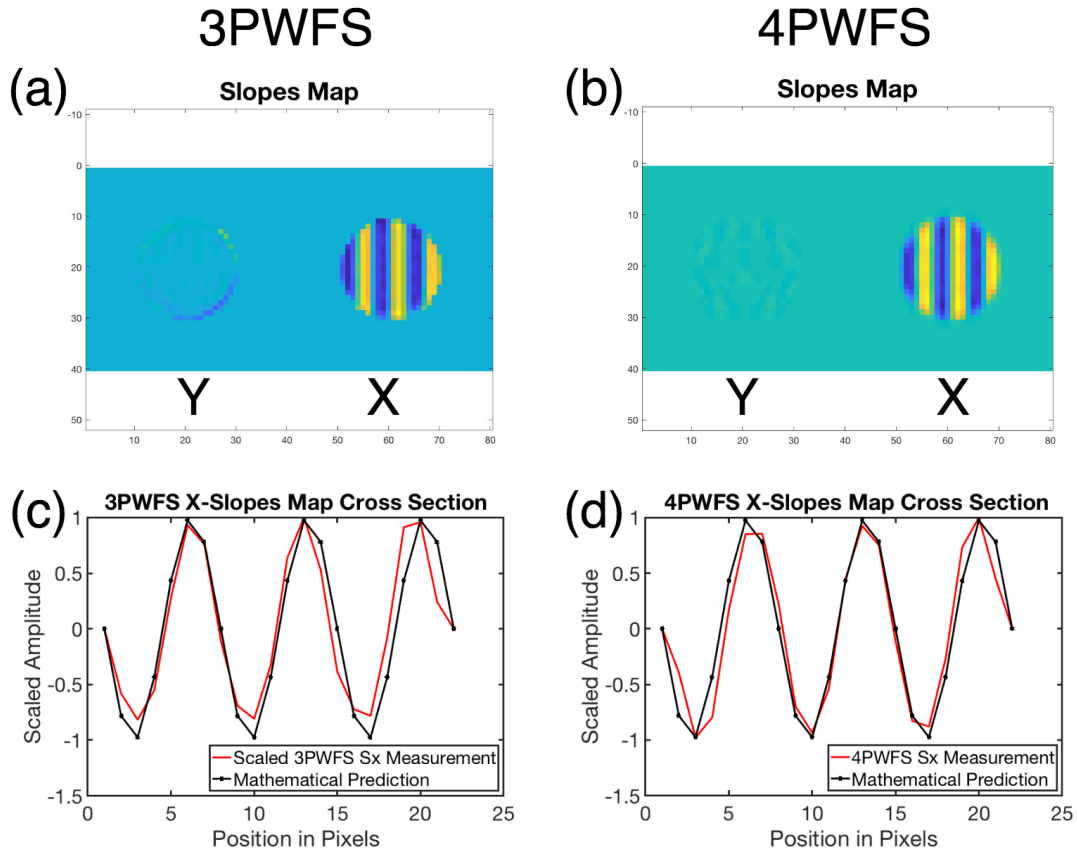 3PWFS
4PWFS
(a)
Slopes Map
-10
0
10
20
30
40
50
10 20 30 40 50 60 70 80
Y X
(b)
Slopes Map
-10
0
10
20
30
40
50
10 20 30 40 50 60 70 80
Y X
(c)
3PWFS X-Slopes Map Cross Section
1
0.5
0
-0.5
-1
-1.5
Scaled Amplitude
Scaled 3PWFS Sx Measurement
Mathematical Prediction
0 5 10 15 20 25
Position in Pixels
(d)
4PWFS X-Slopes Map Cross Section
1
0.5
0
-0.5
-1
-1.5
Scaled Amplitude
4PWFS Sx Measurement
Mathematical Prediction
0 5 10 15 20 25
Position in Pixels